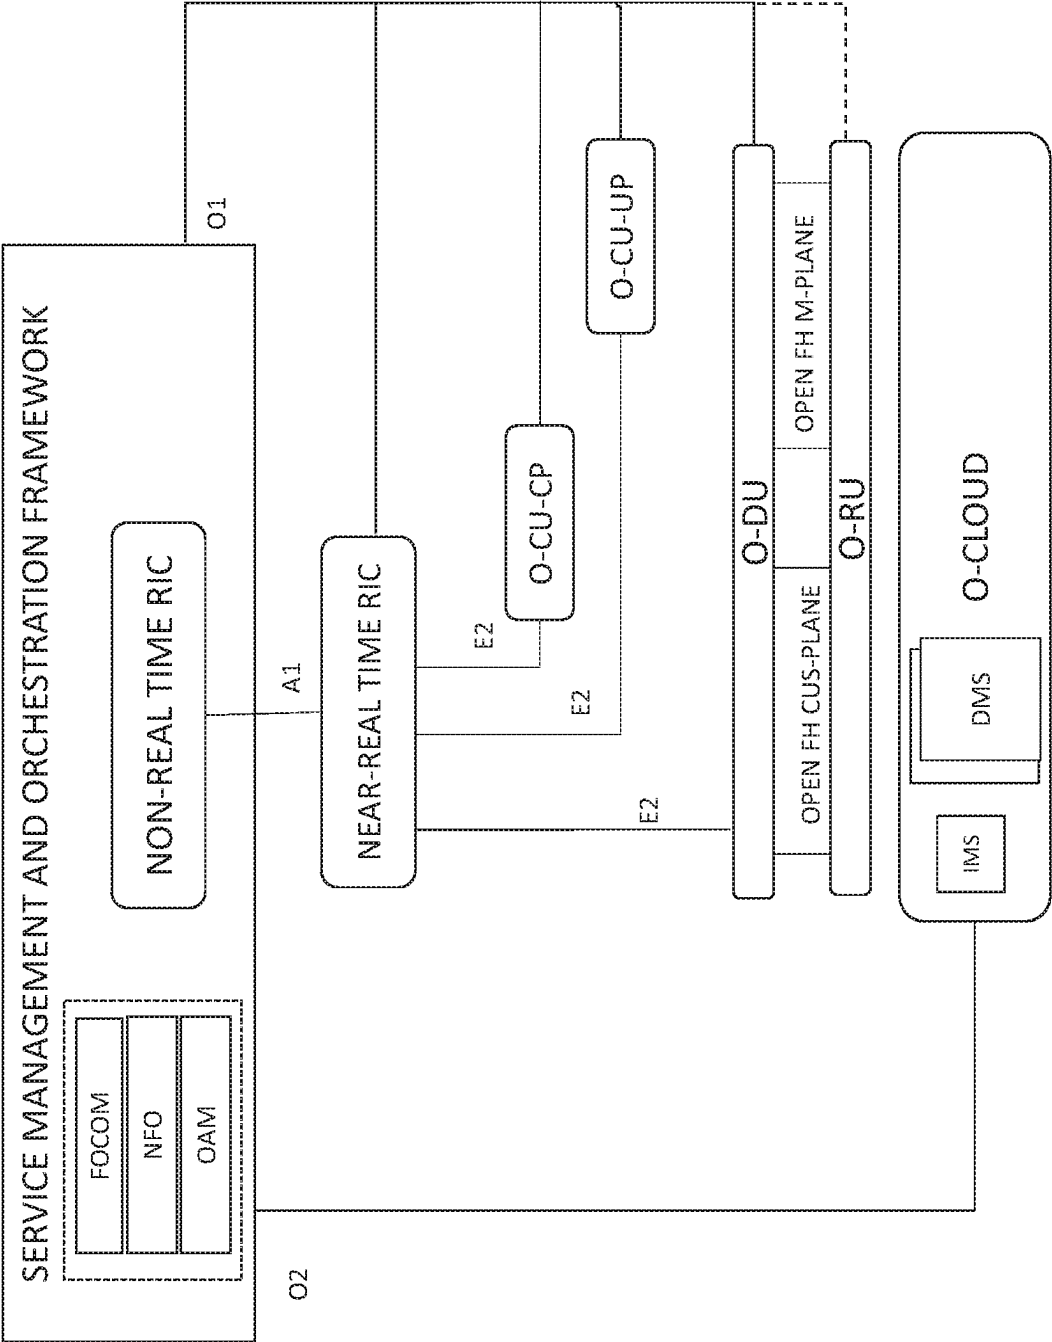 SERVICE MANAGEMENT AND ORCHESTRATION FRAMEWORK
FOCOM
NFO
OAM
NON-REAL TIME RIC
O1
O2
A1
NEAR-REAL TIME RIC
E2
O-CU-CP
E2
O-CU-UP
E2
O-DU
OPEN FH CUS-PLANE
OPEN FH M-PLANE
O-RU
IMS
DMS
O-CLOUD